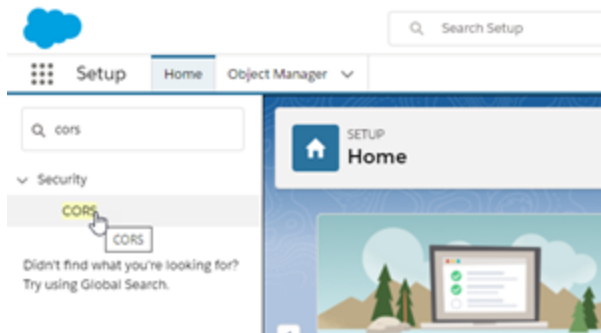 Search Setup
Setup Home Object Manager
cors
SETUP
Home
Security
CORS
CORS
Didn't find what you're looking for?
Try using Global Search.